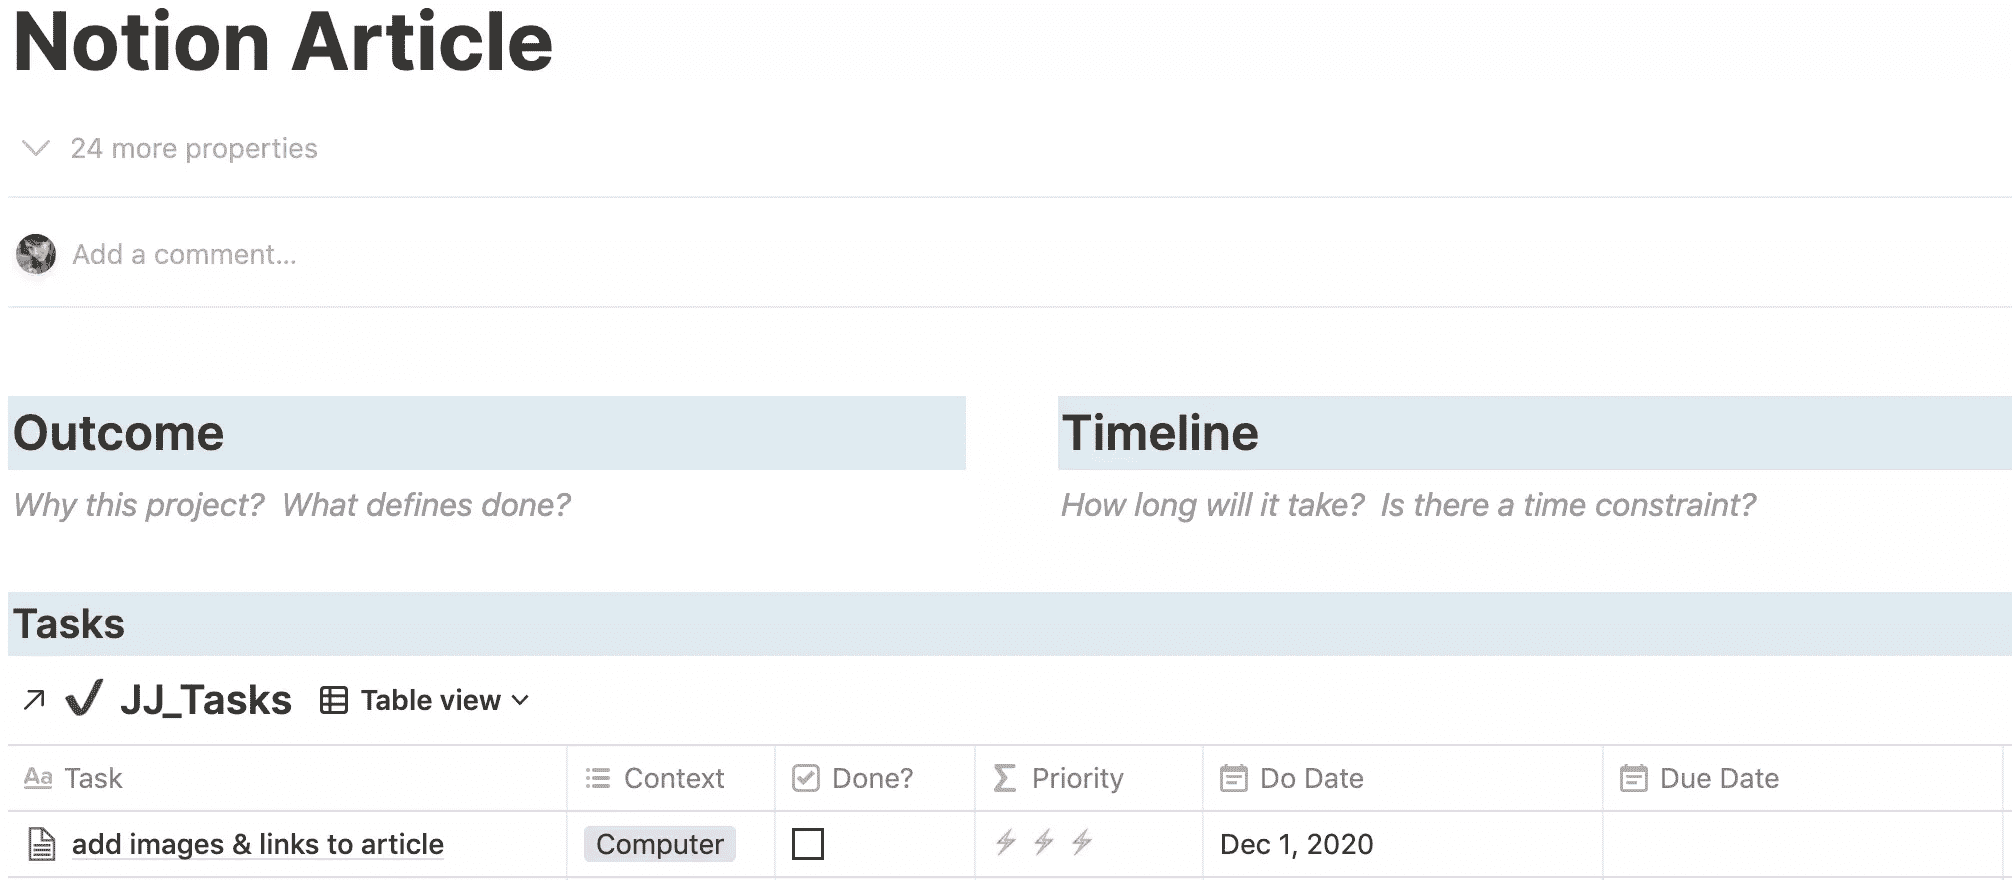 Notion Article
24 more properties
Add a comment...
Outcome
Why this project? What defines done?
Timeline
How long will it take? Is there a time constraint?
Tasks
JJ_Tasks Table view
Aa Task Context Done? Priority Do Date Due Date
add images & links to article Computer Dec 1, 2020